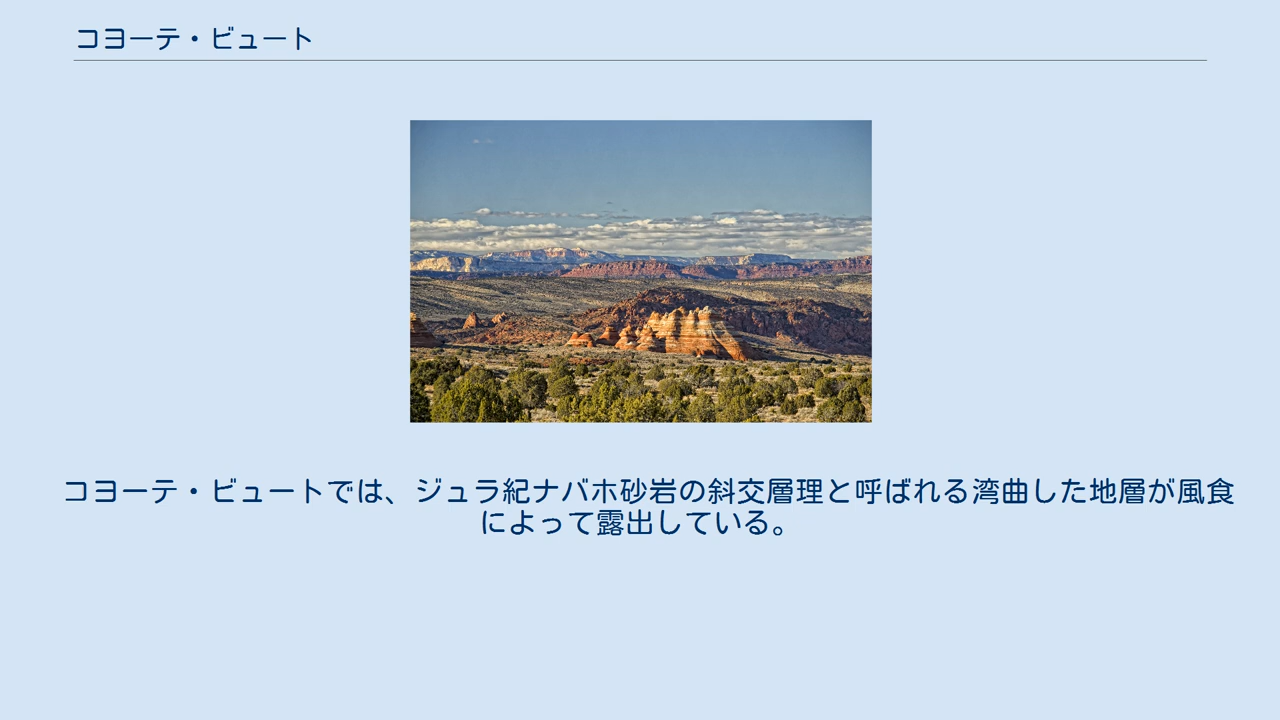 コヨーテ・ビュート
コヨーテ・ビュートでは、ジュラ紀ナバホ砂岩の斜交層理と呼ばれる湾曲した地層が風食
によって露出している。